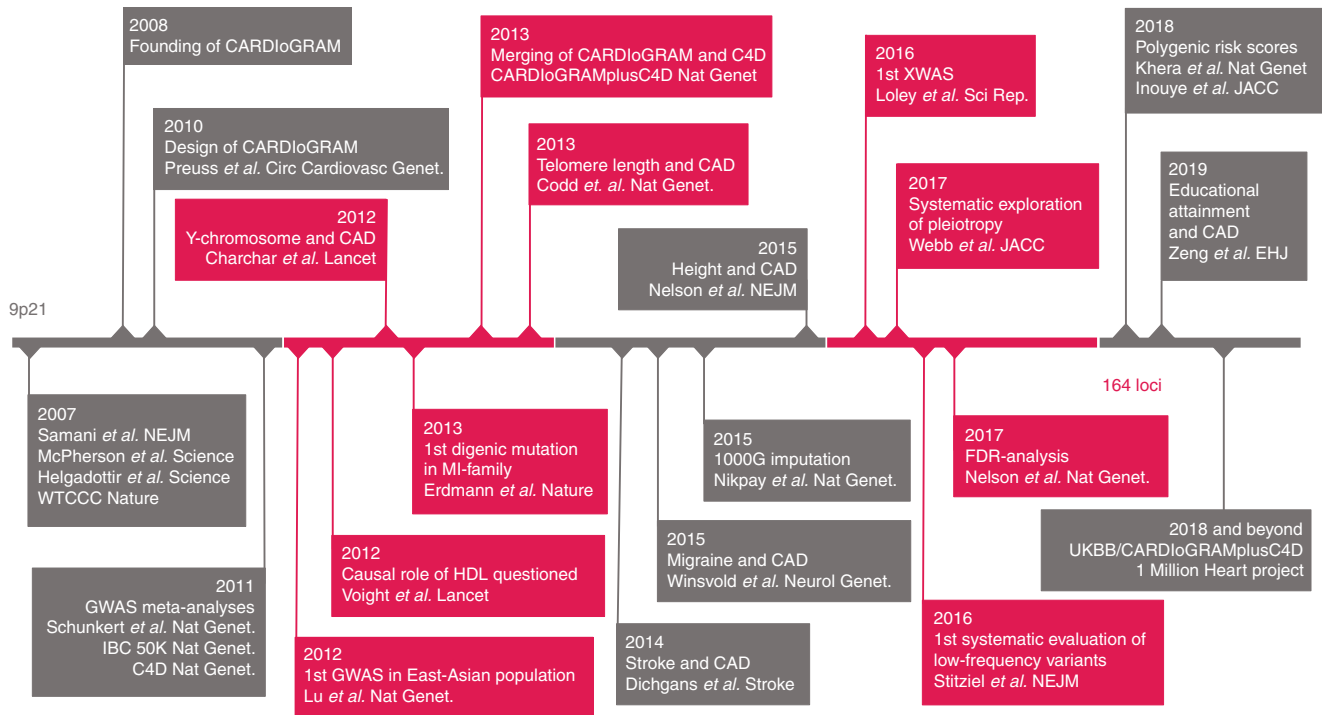 2008
Founding of CARDIoGRAM
2010
Design of CARDIoGRAM
Preuss et al. Circ Cardiovasc Genet.
2012
Y-chromosome and CAD
Charchar et al. Lancet
2013
Merging of CARDIoGRAM and C4D
CARDIoGRAMplusC4D Nat Genet
2013
Telomere length and CAD
Codd et. al. Nat Genet.
2015
Height and CAD
Nelson et al. NEJM
2016
1st XWAS
Loley et al. Sci Rep.
2017
Systematic exploration
of pleiotropy
Webb et al. JACC
2018
Polygenic risk scores
Khera et al. Nat Genet
Inouye et al. JACC
2019
Educational
attainment
and CAD
Zeng et al. EHJ
9p21
164 loci
2007
Samani et al. NEJM
McPherson et al. Science
Helgadottir et al. Science
WTCCC Nature
2011
GWAS meta-analyses
Schunkert et al. Nat Genet.
IBC 50K Nat Genet.
C4D Nat Genet.
2013
1st digenic mutation
in MI-family
Erdmann et al. Nature
2012
Causal role of HDL questioned
Voight et al. Lancet
2012
1st GWAS in East-Asian population
Lu et al. Nat Genet.
2015
1000G imputation
Nikpay et al. Nat Genet.
2015
Migraine and CAD
Winsvold et al. Neurol Genet.
2014
Stroke and CAD
Dichgans et al. Stroke
2017
FDR-analysis
Nelson et al. Nat Genet.
2016
1st systematic evaluation of
low-frequency variants
Stitziel et al. NEJM
2018 and beyond
UKBB/CARDIoGRAMplusC4D
1 Million Heart project